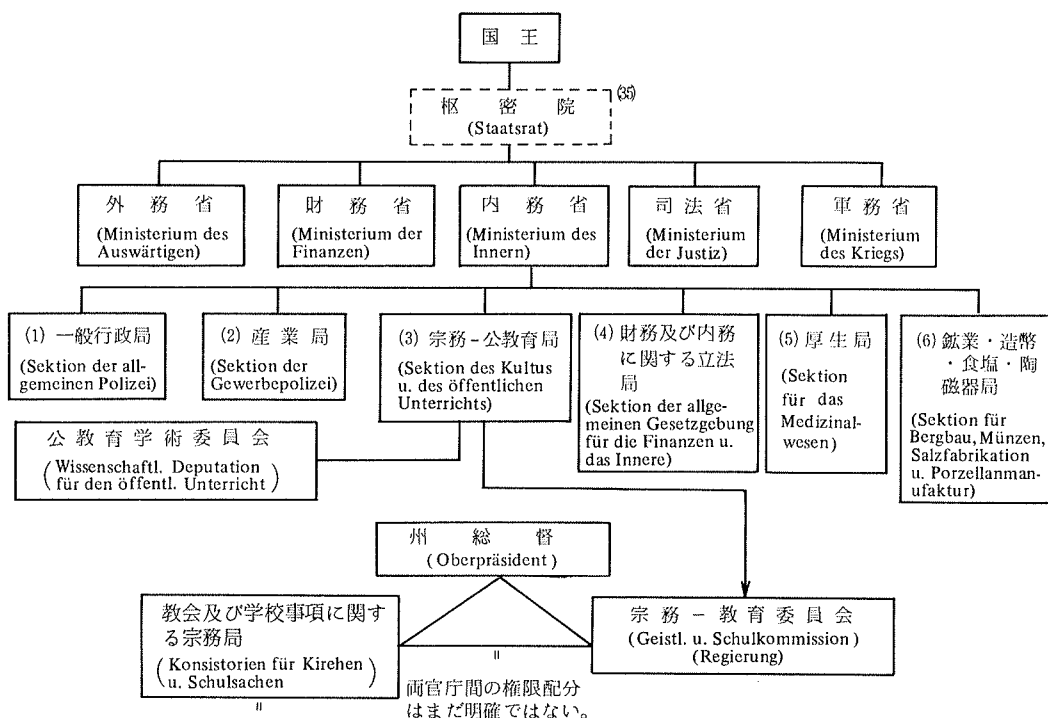 国王
枢密院
(35)
(Staatsrat)
外務省
(Ministerium des
Auswärtigen)
財務省
(Ministerium der
Finanzen)
内務省
(Ministerium des
Innern)
司法省
(Ministerium
der Justiz)
軍務省
(Ministerium
des Kriegs)
(1) 一般行政局
(Sektion der all-
gemeinen Polizei)
(2) 産業局
(Sektion der
Gewerbepolizei)
(3) 宗務－公教育局
(Sektion des Kultus
u. des öffentlichen
Unterrichts)
(4) 財務及び内務
に関する立法
局
(Sektion der allge-
meinen Gesetzgebung
für die Finanzen u.
das Innere)
(5) 厚生局
(Sektion
für das
Medizinal-
wesen)
(6) 鉱業・造幣
・食塩・陶
磁器局
(Sektion für
Bergbau, Münzen,
Salzfabrikation
u. Porzellanman-
ufaktur)
公教育学術委員会
(Wissenschaftl. Deputation
für den öffentl. Unterricht)
州総督
(Oberpräsident)
教会及び学校事項に関す
る宗務局
(Konsistorien für Kirehen
u. Schulsachen)
〃
宗務－教育委員会
(Geistl. u. Schulkommission)
(Regierung)
〃
両官庁間の権限配分
はまだ明確ではない。